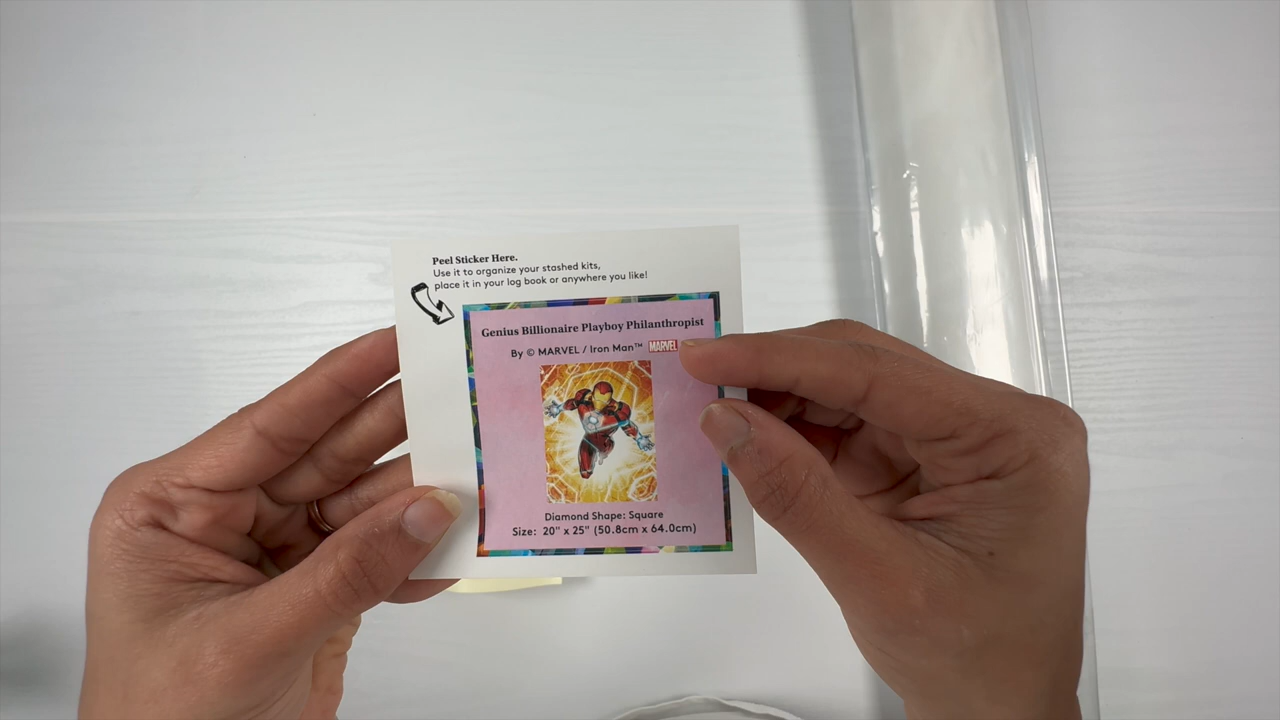 Peel Sticker Here.
Use it to organize your stashed kits,
place it in your log book or anywhere you like!
Genius Billionaire Playboy Philanthropist
By © MARVEL / Iron Man™ MARVEL
Diamond Shape: Square
Size: 20" x 25" (50.8cm x 64.0cm)